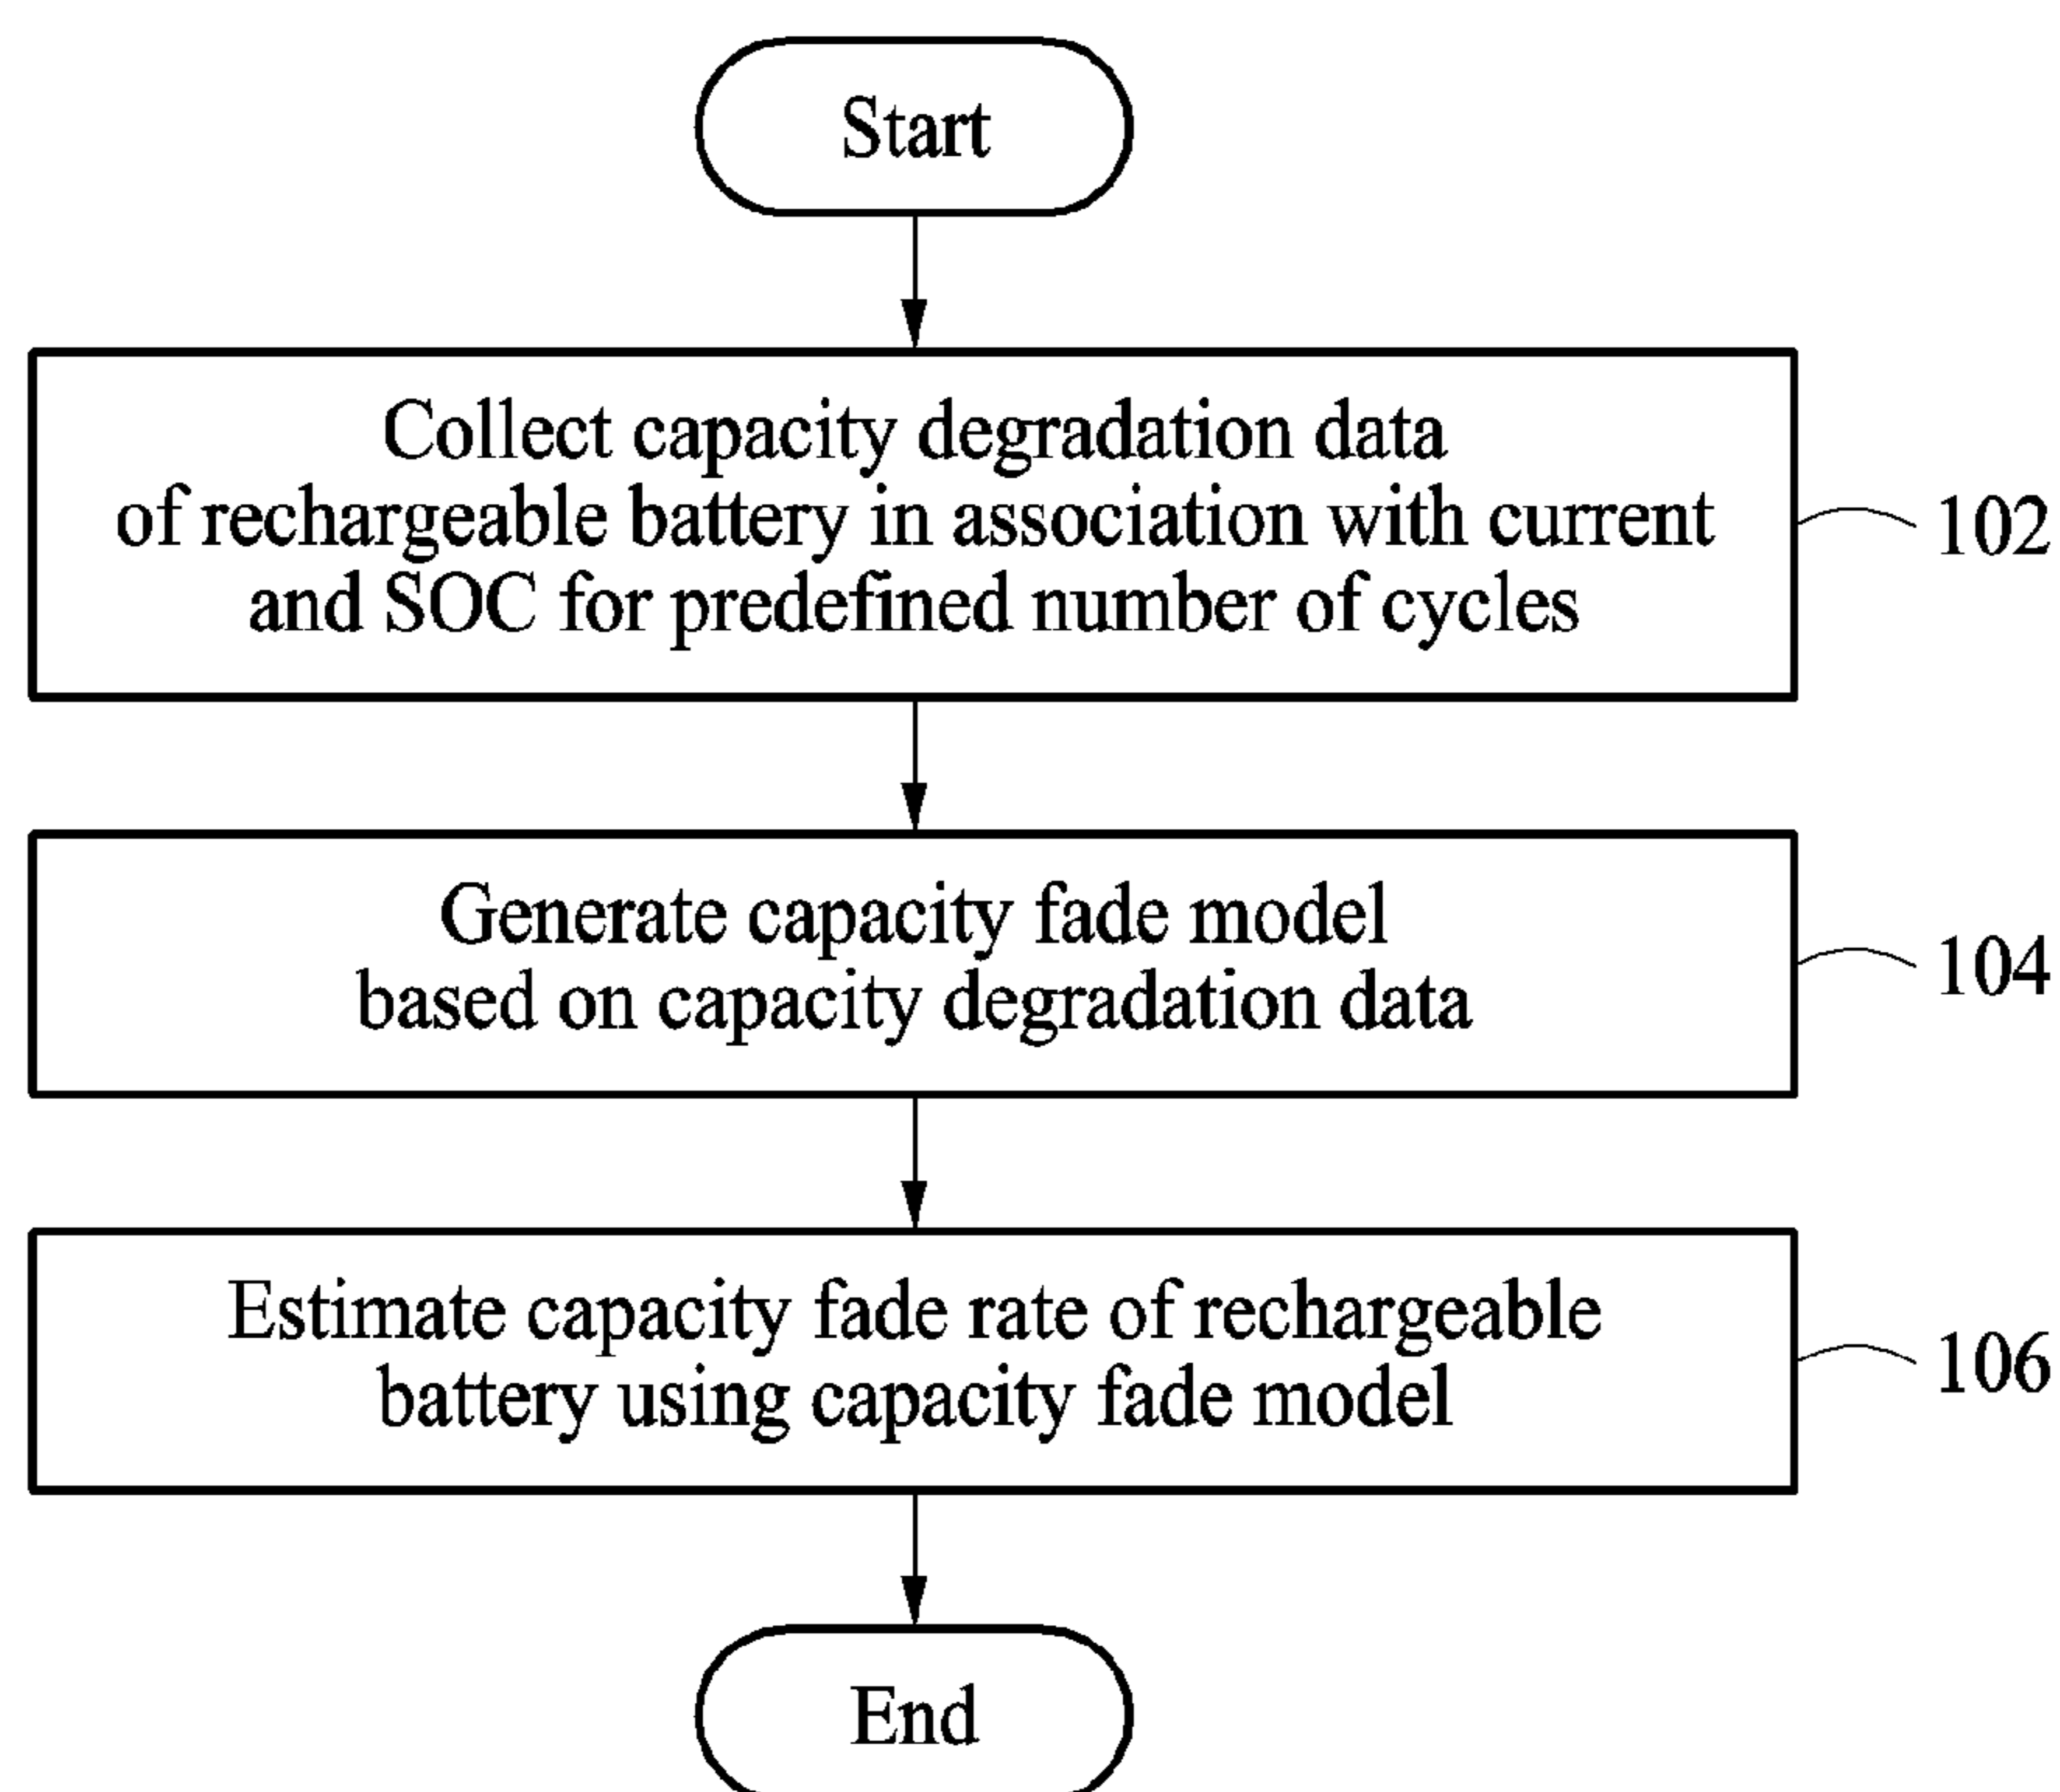 Start
Collect capacity degradation data
of rechargeable battery in association with current
and SOC for predefined number of cycles
102
Generate capacity fade model
based on capacity degradation data
104
Estimate capacity fade rate of rechargeable
battery using capacity fade model
106
End